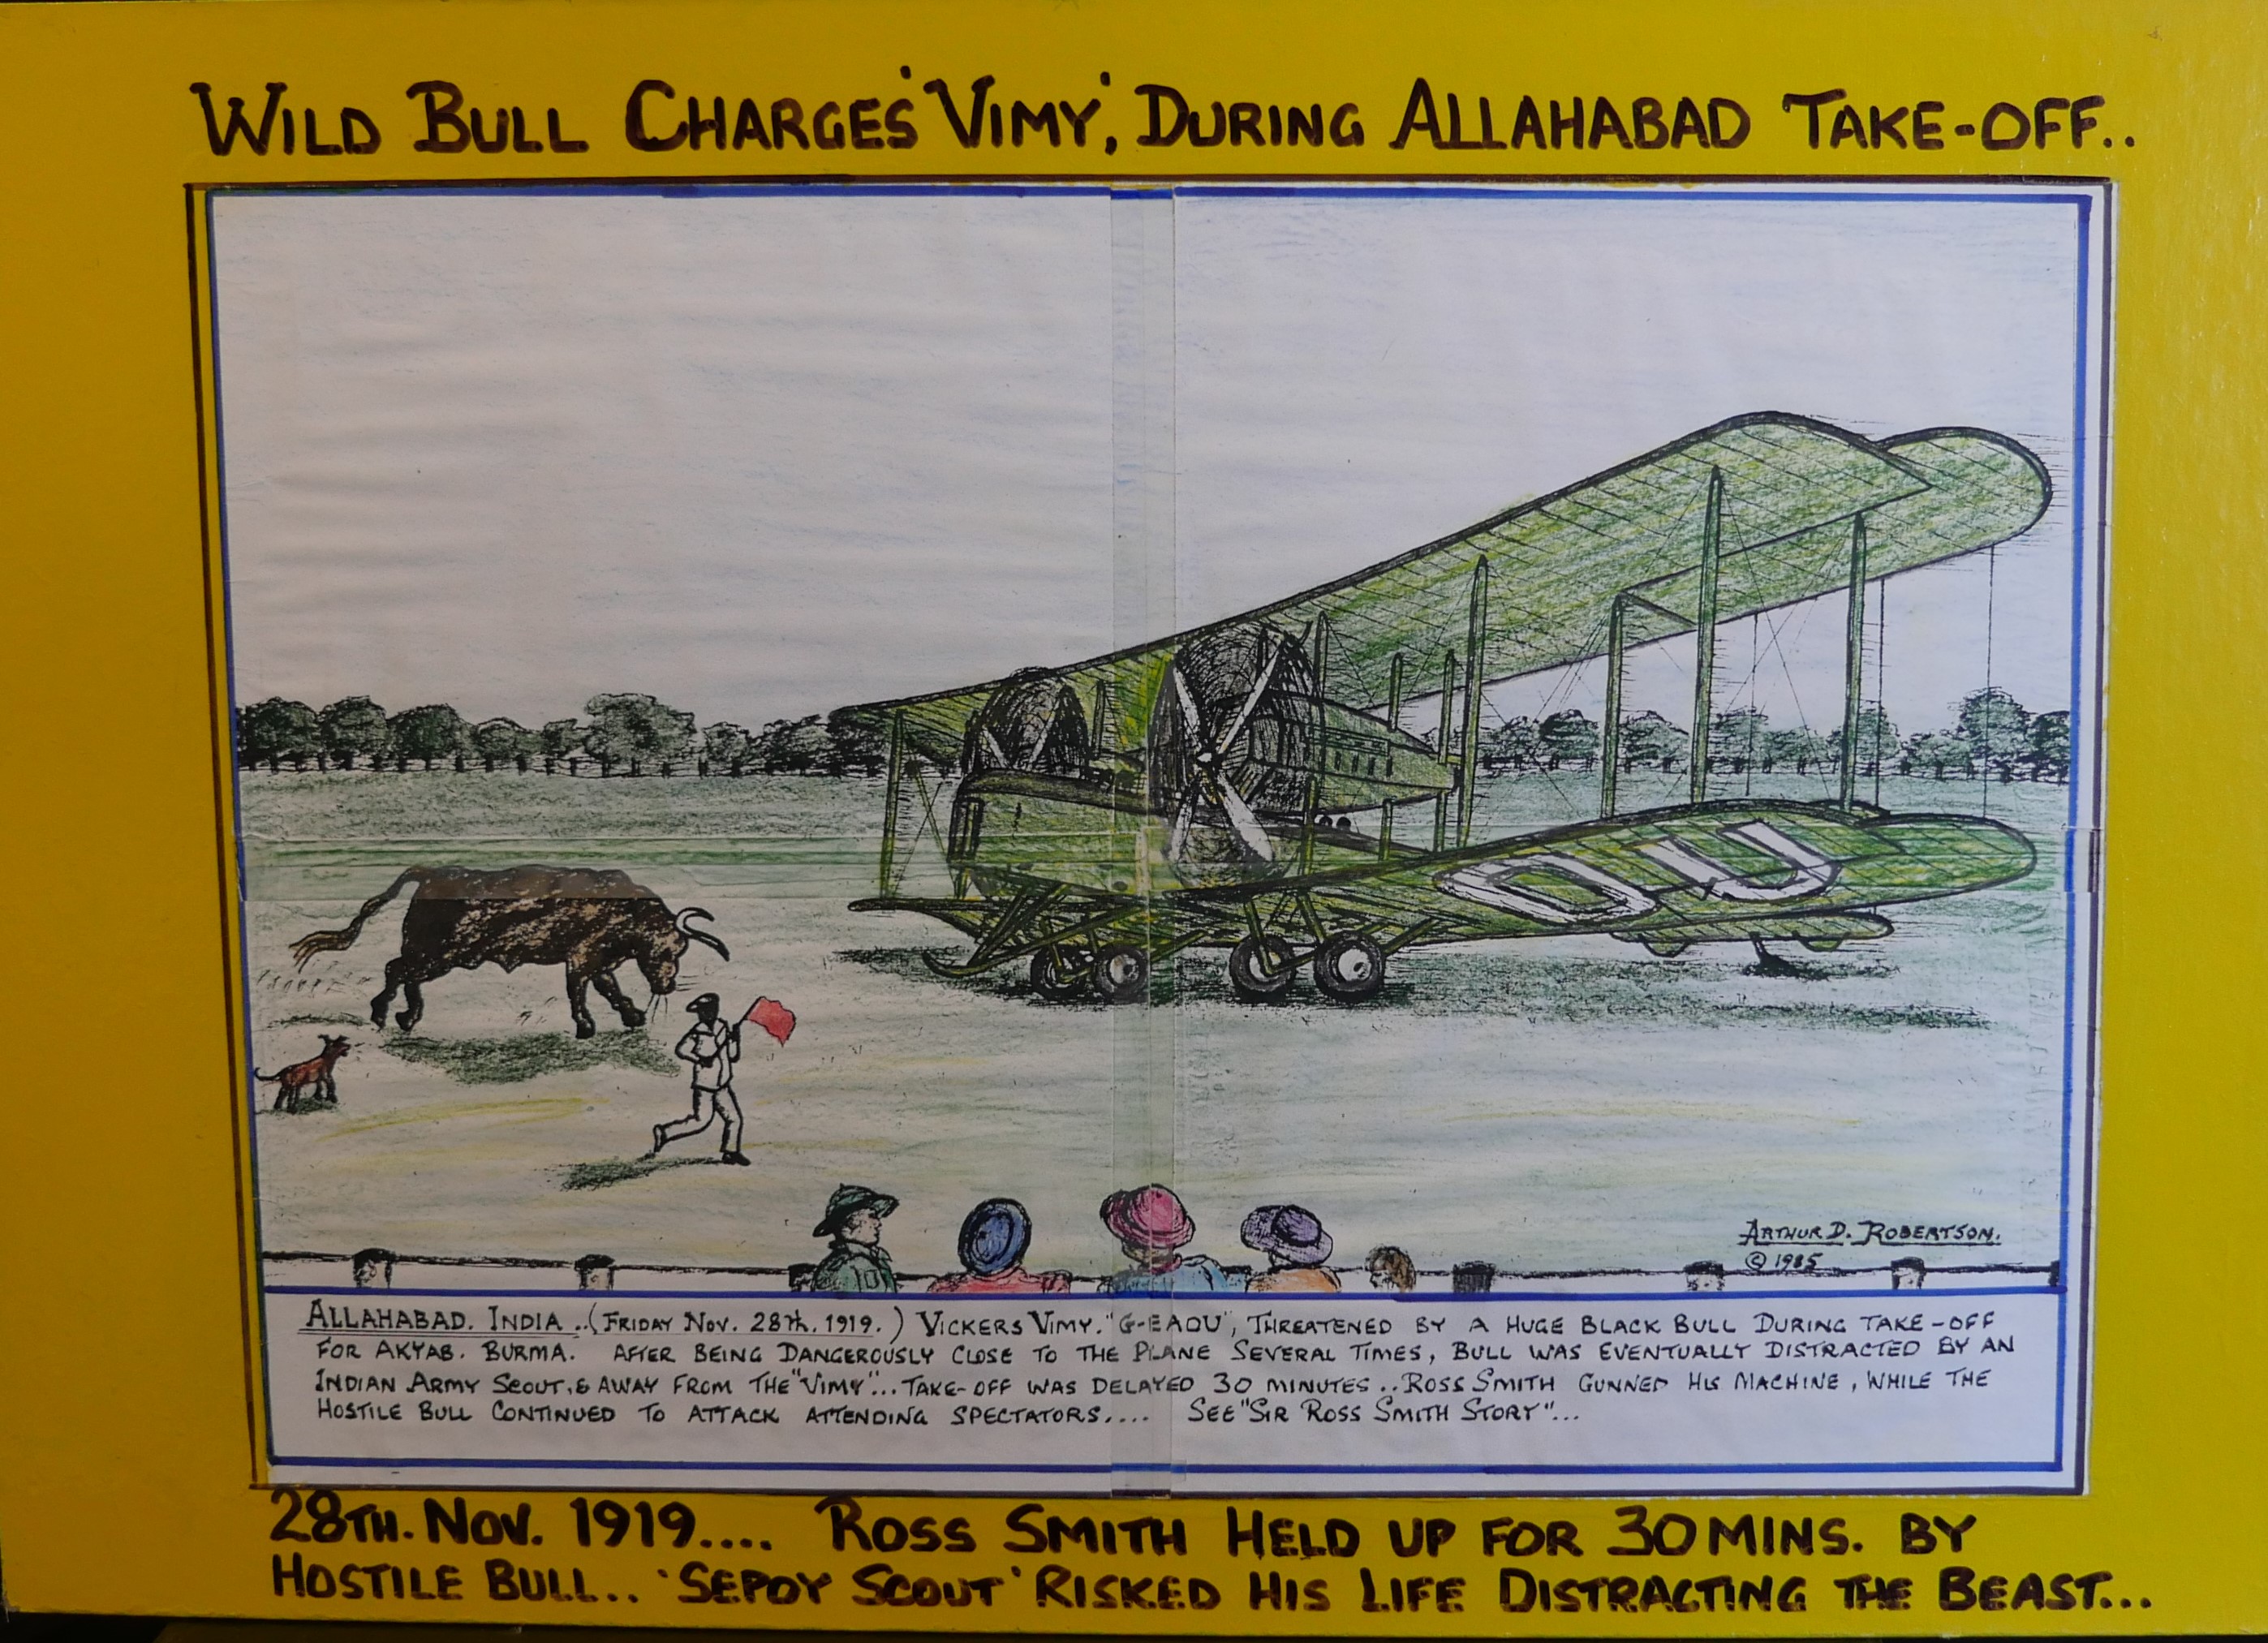 WILD BULL CHARGES 'VIMY', DURING ALLAHABAD TAKE-OFF..
OU
ARTHUR D. ROBERTSON.
© 1985
ALLAHABAD. INDIA..(FRIDAY NOV. 28th. 1919.) VICKERS VIMY."G-EAOU", THREATENED BY A HUGE BLACK BULL DURING TAKE-OFF
FOR AKYAB. BURMA. AFTER BEING DANGEROUSLY CLOSE TO THE PLANE SEVERAL TIMES, BULL WAS EVENTUALLY DISTRACTED BY AN
INDIAN ARMY SCOUT, & AWAY FROM THE "VIMY"... TAKE-OFF WAS DELAYED 30 MINUTES.. ROSS SMITH GUNNED HIS MACHINE, WHILE THE
HOSTILE BULL CONTINUED TO ATTACK ATTENDING SPECTATORS.... SEE "SIR ROSS SMITH STORY"...
28TH. NOV. 1919.... ROSS SMITH HELD UP FOR 30 MINS. BY
HOSTILE BULL.. 'SEPOY SCOUT' RISKED HIS LIFE DISTRACTING THE BEAST...